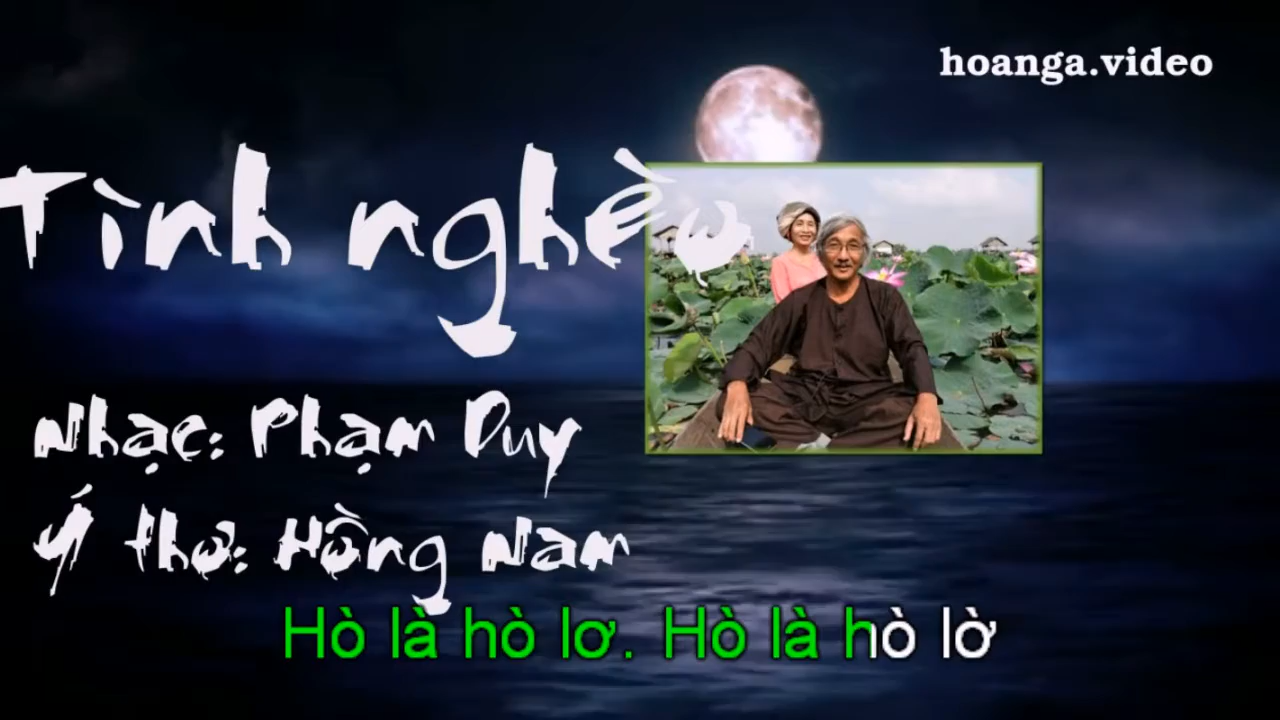 hoanga.video
Tình nghèo
Nhạc: Phạm Duy
Ý thơ: Hồng Nam
Hò là hò lơ. Hò là hò lờ